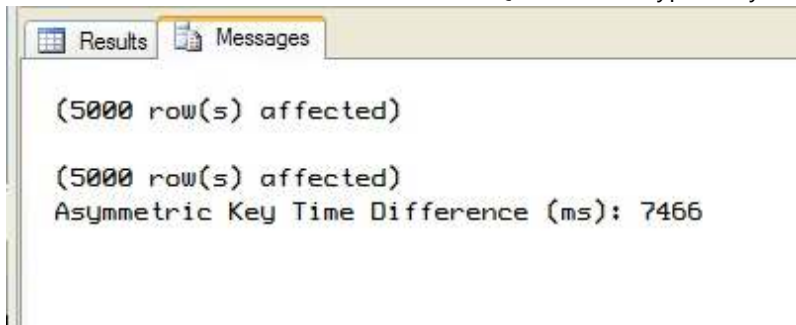 Results Messages
(5000 row(s) affected)
(5000 row(s) affected)
Asymmetric Key Time Difference (ms): 7466